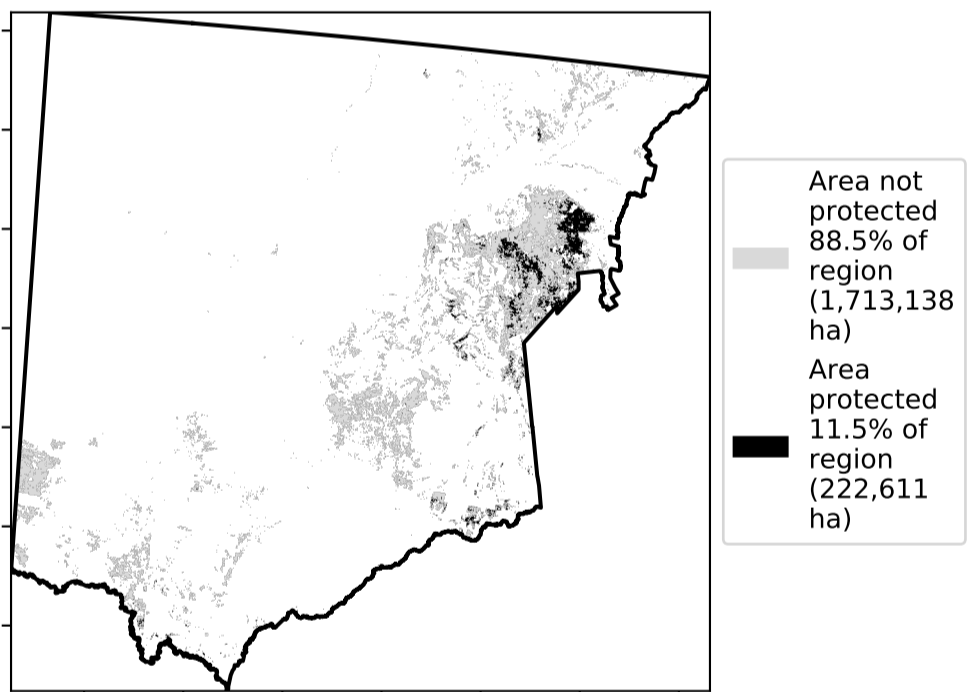 Area not
protected
88.5% of
region
(1,713,138
ha)
Area
protected
11.5% of
region
(222,611
ha)